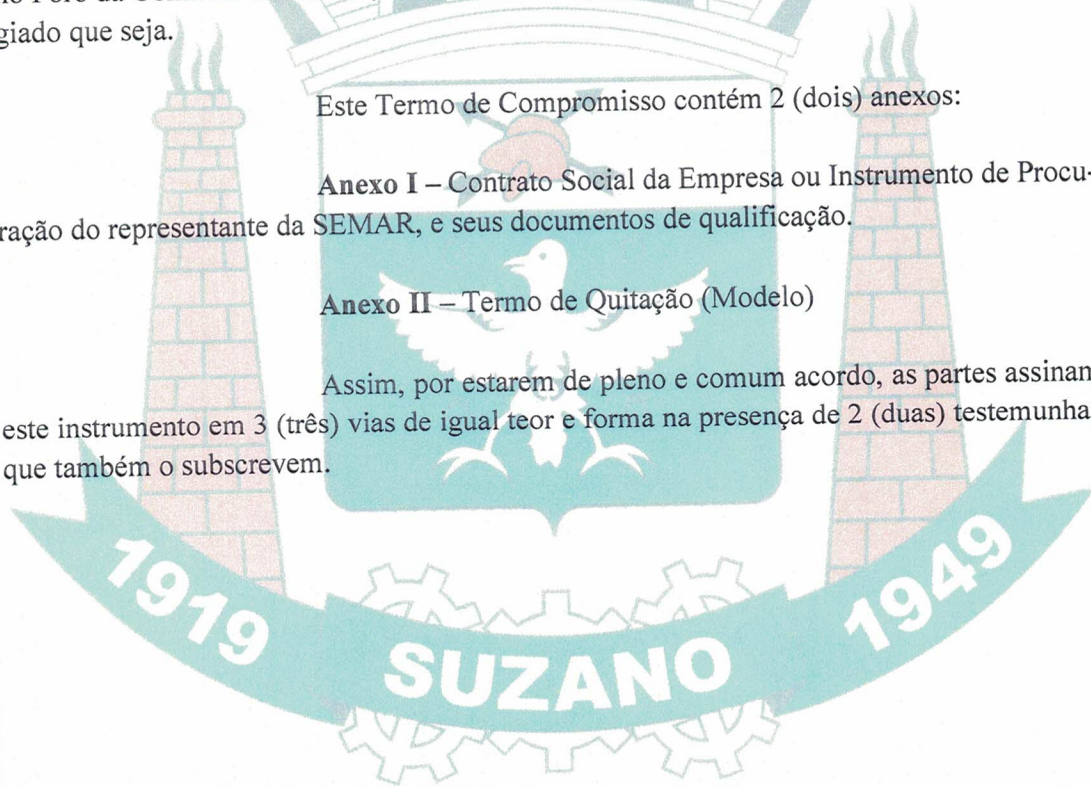 giado que seja.
Este Termo de Compromisso contém 2 (dois) anexos:
Anexo I – Contrato Social da Empresa ou Instrumento de Procu-
ração do representante da SEMAR, e seus documentos de qualificação.
Anexo II – Termo de Quitação (Modelo)
Assim, por estarem de pleno e comum acordo, as partes assinam
este instrumento em 3 (três) vias de igual teor e forma na presença de 2 (duas) testemunha
que também o subscrevem.
1919
SUZANO
1949